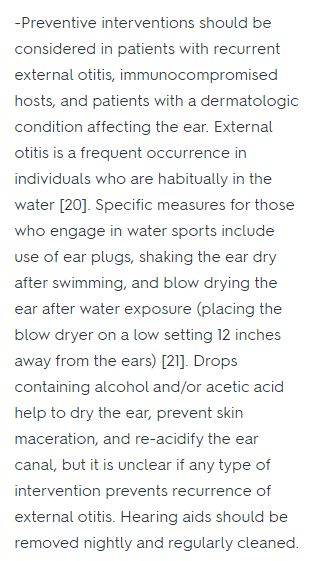 -Preventive interventions should be
considered in patients with recurrent
external otitis, immunocompromised
hosts, and patients with a dermatologic
condition affecting the ear. External
otitis is a frequent occurrence in
individuals who are habitually in the
water [20]. Specific measures for those
who engage in water sports include
use of ear plugs, shaking the ear dry
after swimming, and blow drying the
ear after water exposure (placing the
blow dryer on a low setting 12 inches
away from the ears) [21]. Drops
containing alcohol and/or acetic acid
help to dry the ear, prevent skin
maceration, and re-acidify the ear
canal, but it is unclear if any type of
intervention prevents recurrence of
external otitis. Hearing aids should be
removed nightly and regularly cleaned.